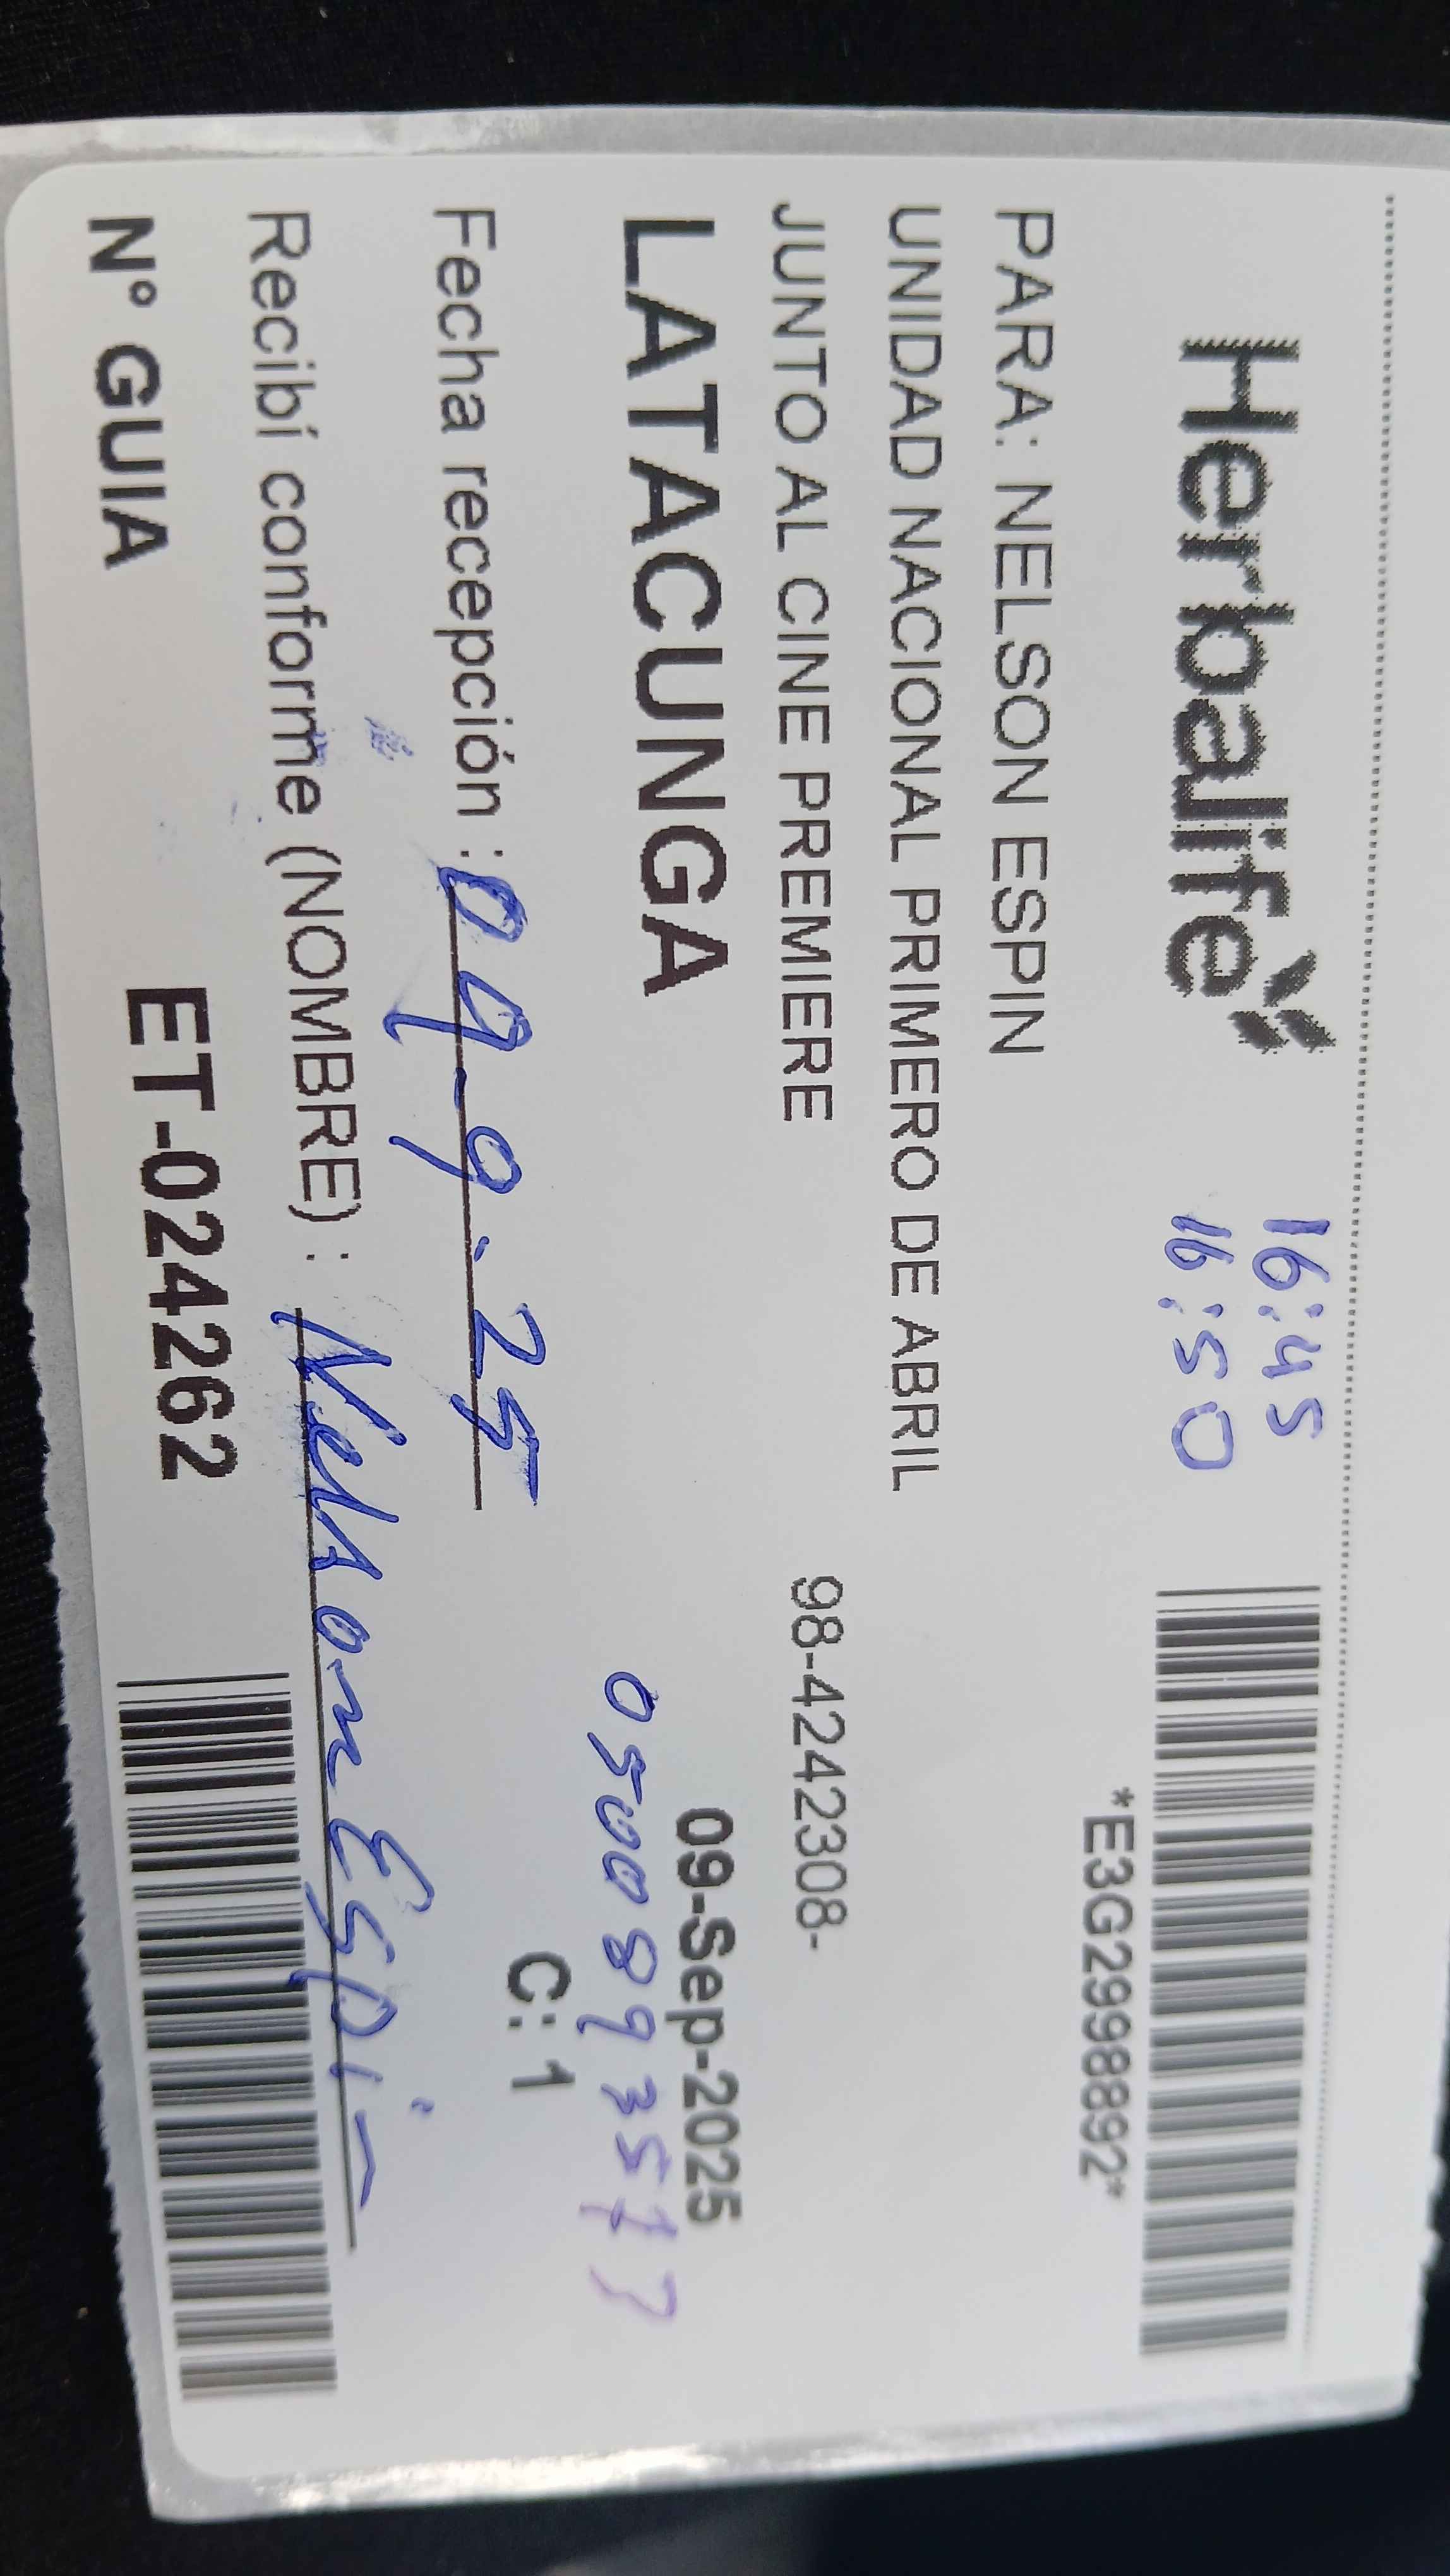 Herbalife
16:45
16:50
*E3G2998892*
PARA: NELSON ESPIN
UNIDAD NACIONAL PRIMERO DE ABRIL
JUNTO AL CINE PREMIERE
98-4242308-
LATACUNGA
09-Sep-2025
0500893573
C: 1
Fecha recepción : 09-9.25
Recibí conforme (NOMBRE) : Nelson Espin
N° GUIA
ET-024262